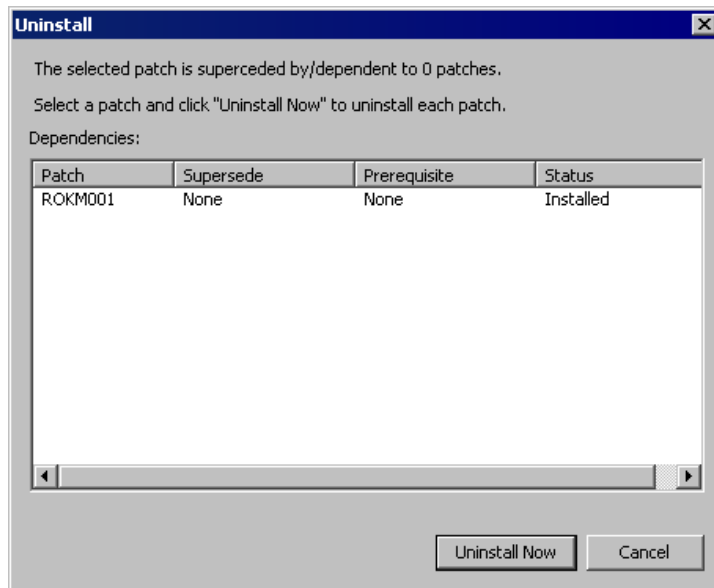 Uninstall
The selected patch is superceded by/dependent to 0 patches.
Select a patch and click "Uninstall Now" to uninstall each patch.
Dependencies:
Patch Supersede Prerequisite Status
ROKM001 None None Installed
Uninstall Now Cancel